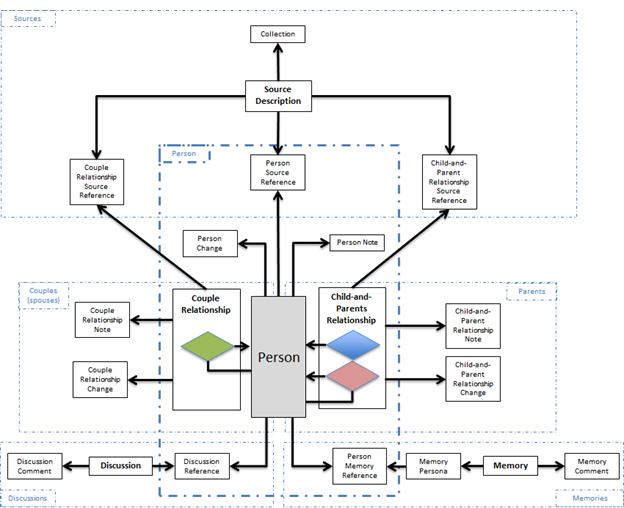 Sources
Collection
Source
Description
Person
Couple
Relationship
Source
Reference
Person
Source
Reference
Child-and-
Parent
Relationship
Source
Reference
Person
Change
Person Note
Couples
(spouses)
Parents
Couple
Relationship
Child-and-
Parents
Relationship
Couple
Relationship
Note
Child-and-
Parent
Relationship
Note
Person
Couple
Relationship
Change
Child-and-
Parent
Relationship
Change
Discussion
Comment
Discussion
Discussion
Reference
Person
Memory
Reference
Memory
Persona
Memory
Memory
Comment
Discussions
Memories